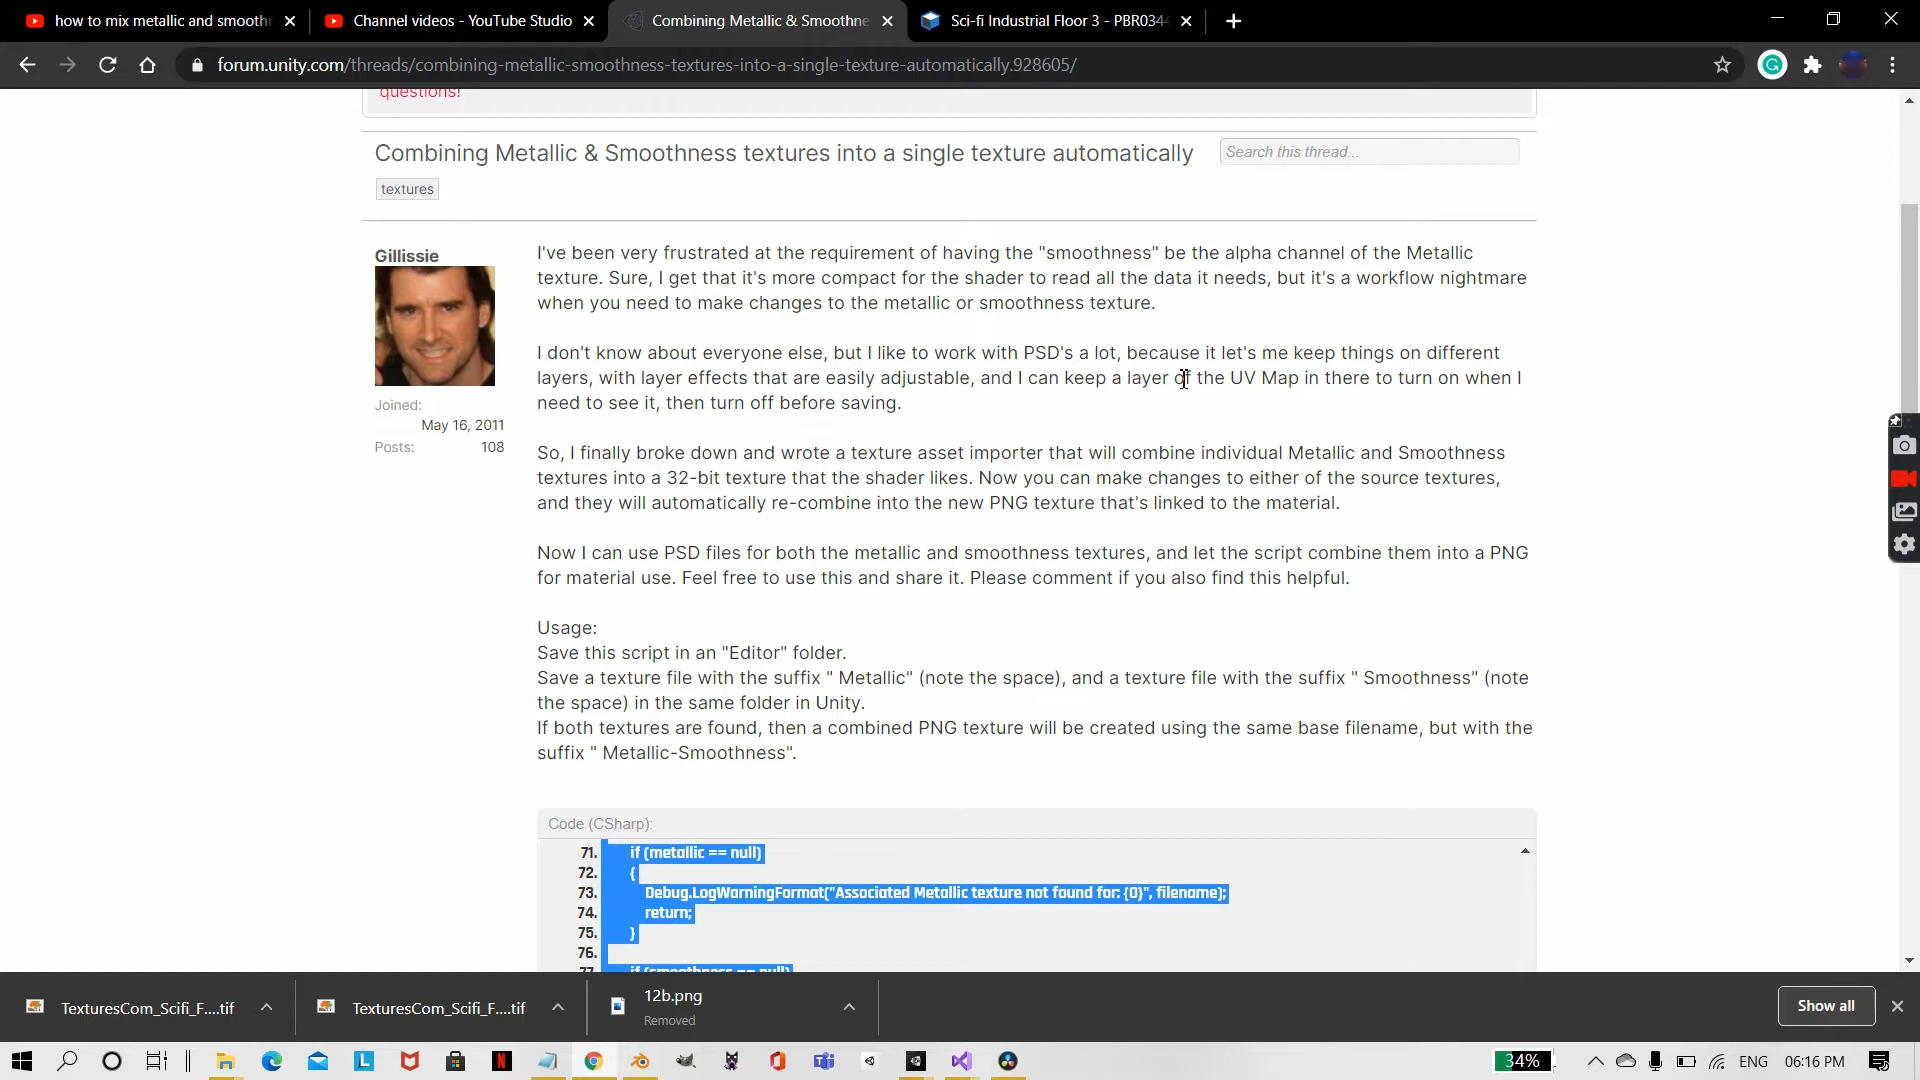 how to mix metallic and smoothn
Channel videos - YouTube Studio
Combining Metallic & Smoothne
Sci-fi Industrial Floor 3 - PBR0344
forum.unity.com/threads/combining-metallic-smoothness-textures-into-a-single-texture-automatically.928605/
questions!
Combining Metallic & Smoothness textures into a single texture automatically
Search this thread...
textures
Gillissie
Joined:
May 16, 2011
Posts: 108
I've been very frustrated at the requirement of having the "smoothness" be the alpha channel of the Metallic
texture. Sure, I get that it's more compact for the shader to read all the data it needs, but it's a workflow nightmare
when you need to make changes to the metallic or smoothness texture.
I don't know about everyone else, but I like to work with PSD's a lot, because it let's me keep things on different
layers, with layer effects that are easily adjustable, and I can keep a layer of the UV Map in there to turn on when I
need to see it, then turn off before saving.
So, I finally broke down and wrote a texture asset importer that will combine individual Metallic and Smoothness
textures into a 32-bit texture that the shader likes. Now you can make changes to either of the source textures,
and they will automatically re-combine into the new PNG texture that's linked to the material.
Now I can use PSD files for both the metallic and smoothness textures, and let the script combine them into a PNG
for material use. Feel free to use this and share it. Please comment if you also find this helpful.
Usage:
Save this script in an "Editor" folder.
Save a texture file with the suffix " Metallic" (note the space), and a texture file with the suffix " Smoothness" (note
the space) in the same folder in Unity.
If both textures are found, then a combined PNG texture will be created using the same base filename, but with the
suffix " Metallic-Smoothness".
Code (CSharp):
71. if (metallic == null)
72. {
73. Debug.LogWarningFormat("Associated Metallic texture not found for: {0}", filename);
74. return;
75. }
76.
77. if (smoothness == null)
TexturesCom_Scifi_F....tif
TexturesCom_Scifi_F....tif
12b.png
Removed
Show all
34%
ENG
06:16 PM